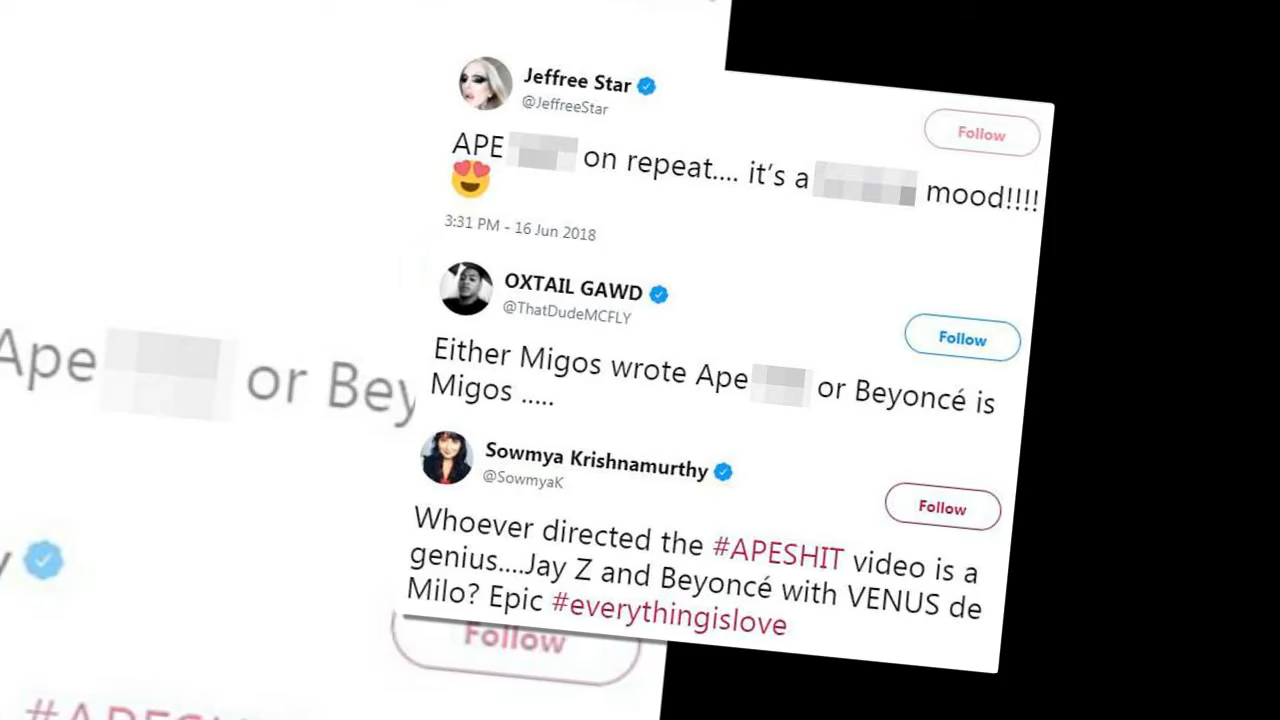 Jeffree Star
@JeffreeStar
Follow
APE on repeat.... it's a mood!!!!
3:31 PM - 16 Jun 2018
OXTAIL GAWD
@ThatDudeMCFLY
Follow
Either Migos wrote Ape or Beyoncé is
Migos .....
Sowmya Krishnamurthy
@SowmyaK
Follow
Whoever directed the #APESHIT video is a
genius....Jay Z and Beyoncé with VENUS de
Milo? Epic #everythingislove
Ape or Bey
y
Follow